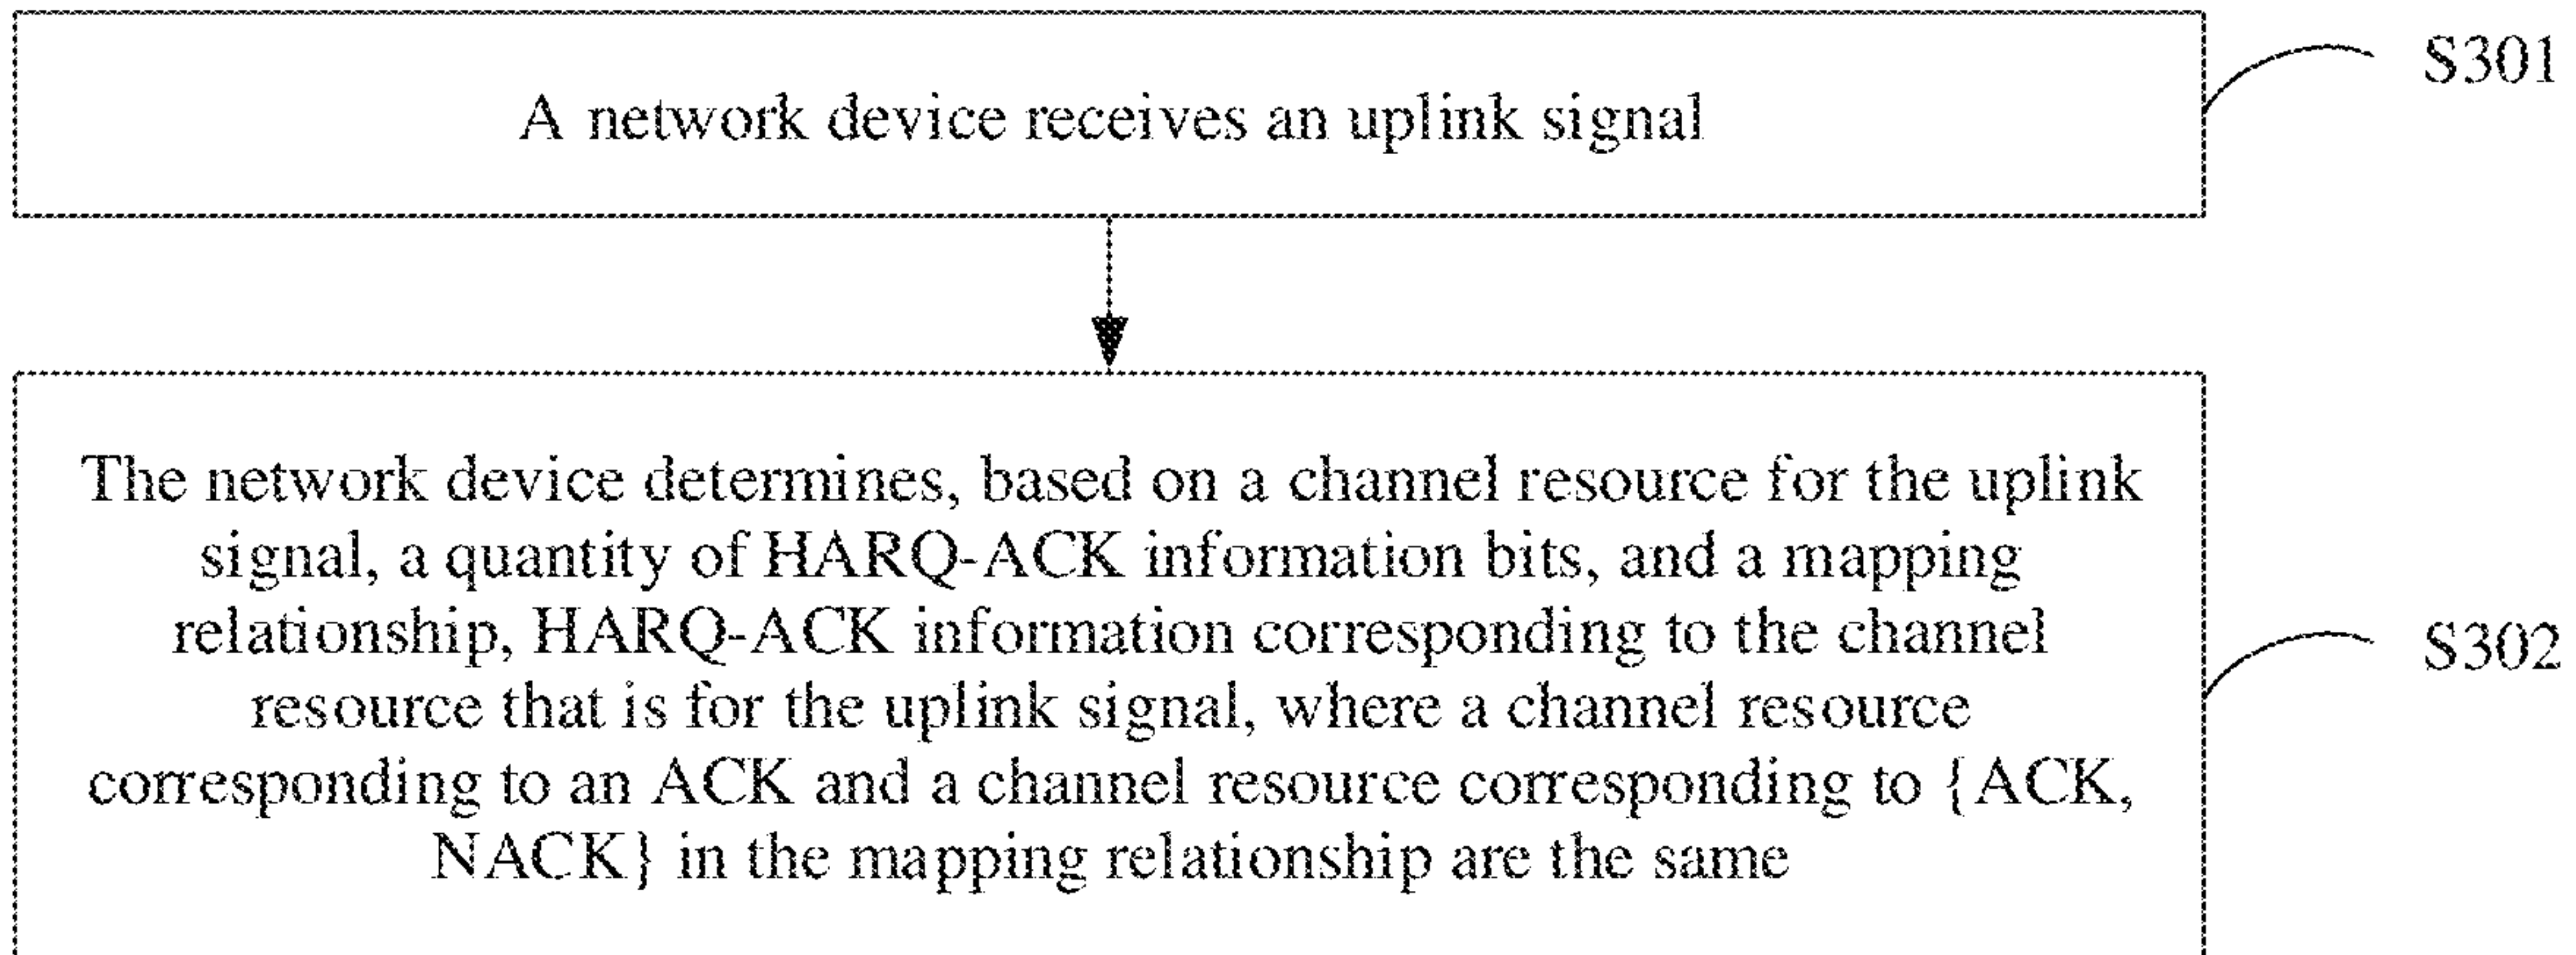 A network device receives an uplink signal
S301
The network device determines, based on a channel resource for the uplink
signal, a quantity of HARQ-ACK information bits, and a mapping
relationship, HARQ-ACK information corresponding to the channel
resource that is for the uplink signal, where a channel resource
corresponding to an ACK and a channel resource corresponding to {ACK,
NACK} in the mapping relationship are the same
S302